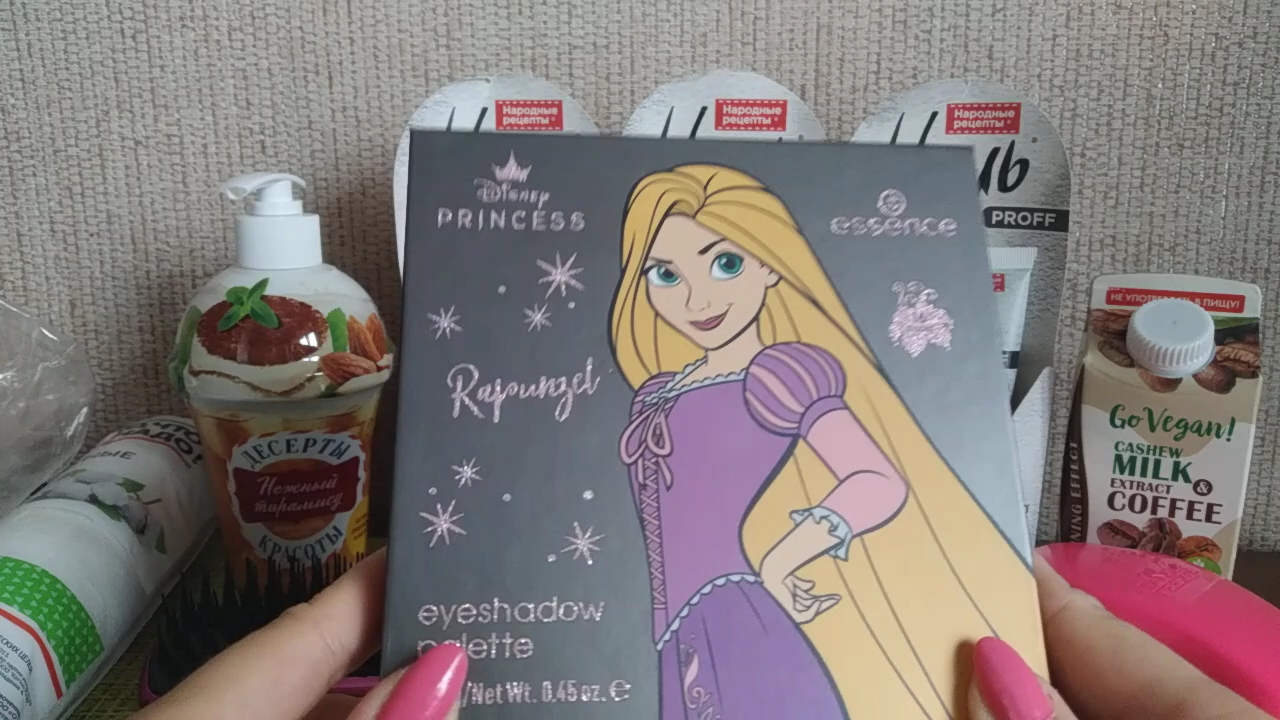 Народные
рецепты
Народные
рецепты
Народные
рецепты
PROFF
Disney
PRINCESS
essence
Rapunzel
eyeshadow
palette
/Net Wt. 0.45 oz. ℮
ДЕСЕРТЫ
Нежный
тирамису
КРАСОТЫ
НЕ УПОТРЕБЛЯТЬ В ПИЩУ!
Go Vegan!
CASHEW
MILK &
EXTRACT
COFFEE